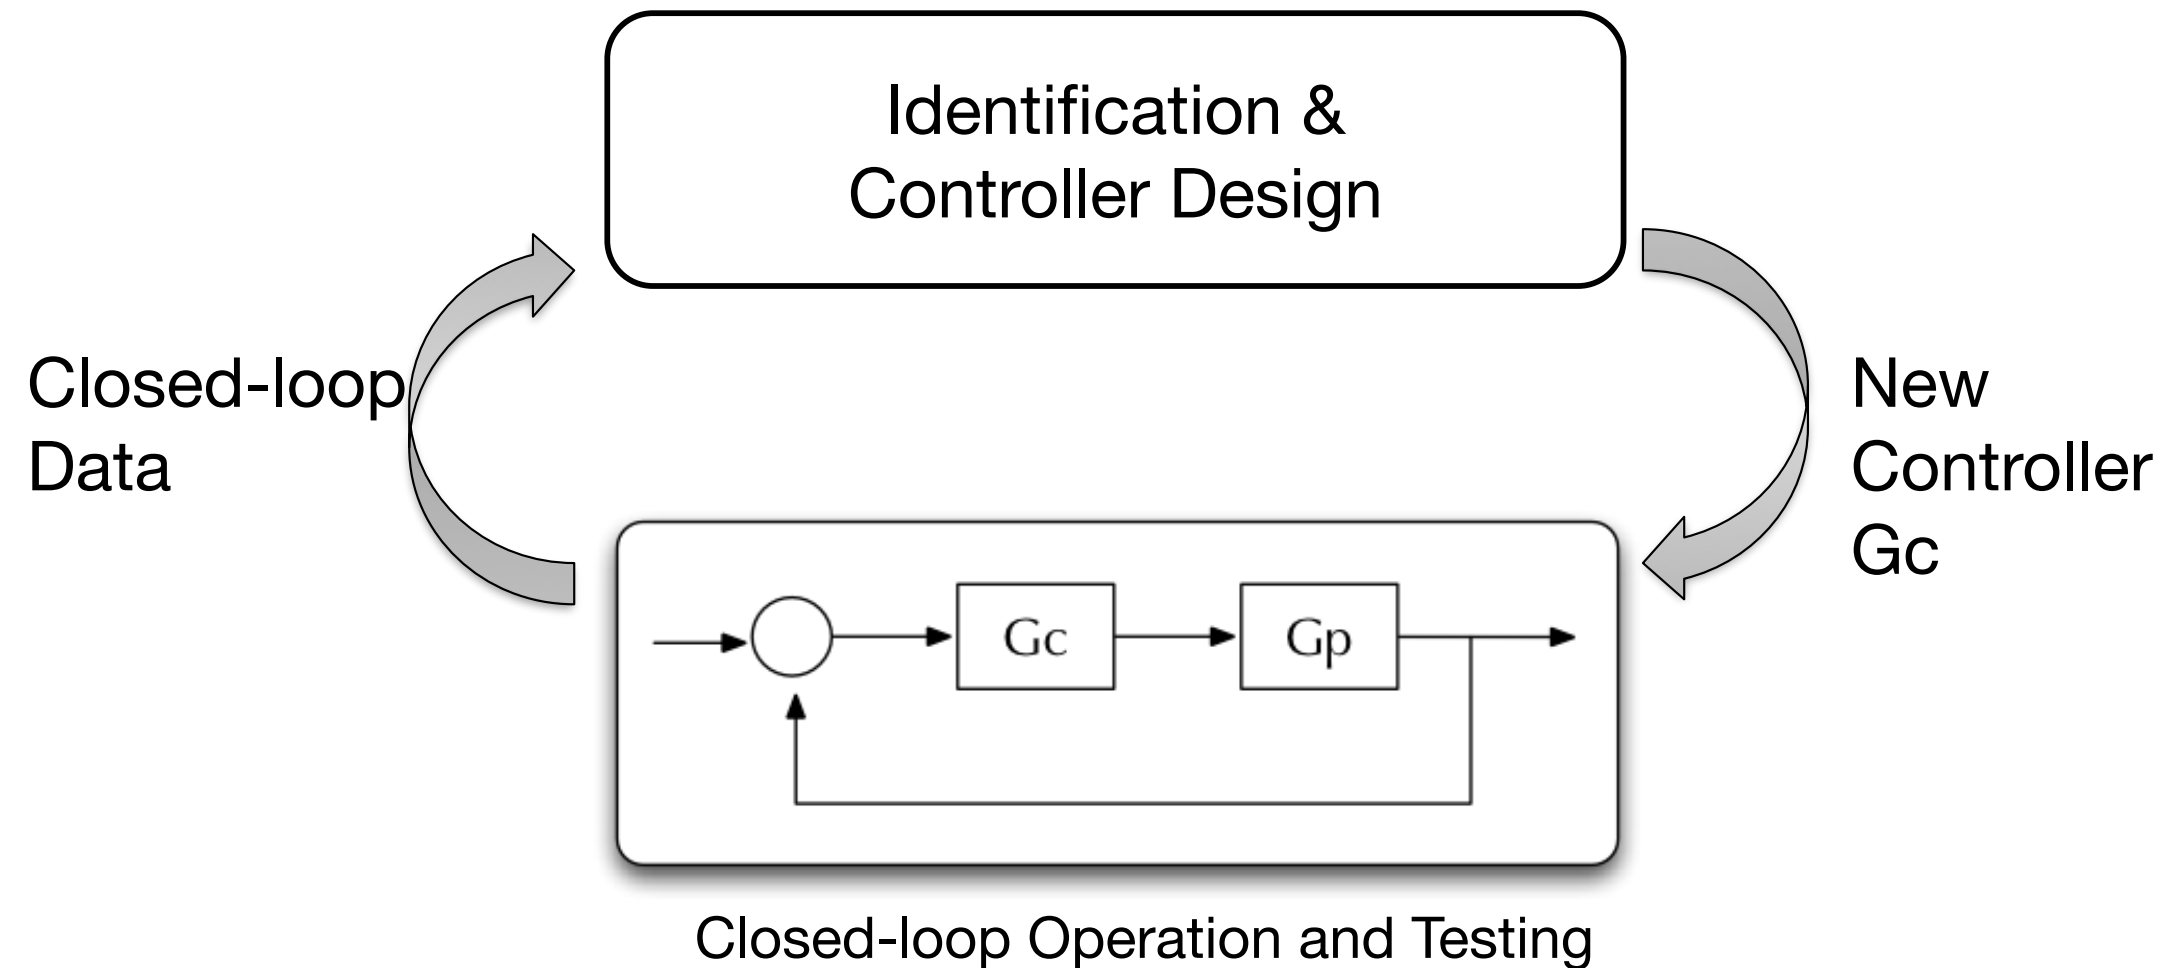 Identification &
Controller Design
Closed-loop
Data
New
Controller
Gc
Gc
Gp
Closed-loop Operation and Testing